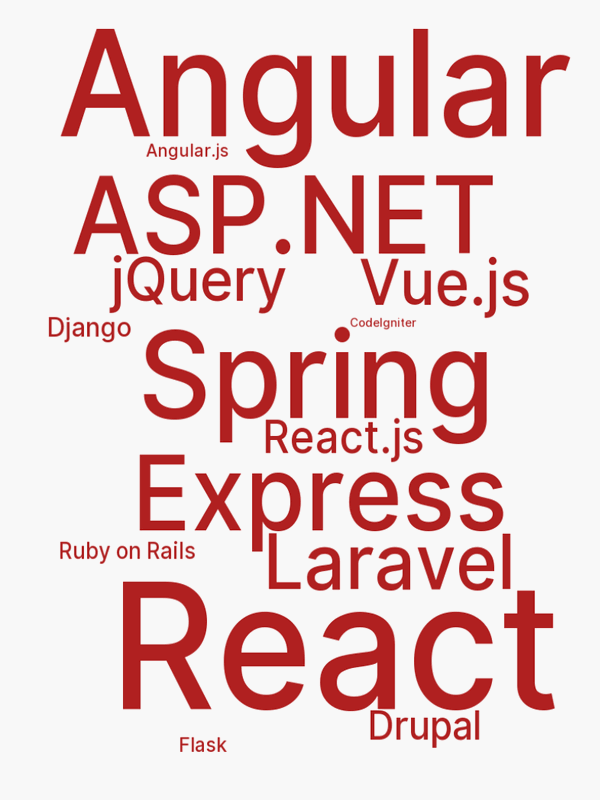 Angular
Angular.js
ASP.NET
jQuery
Vue.js
CodeIgniter
Django
Spring
React.js
Express
Ruby on Rails
Laravel
React
Drupal
Flask